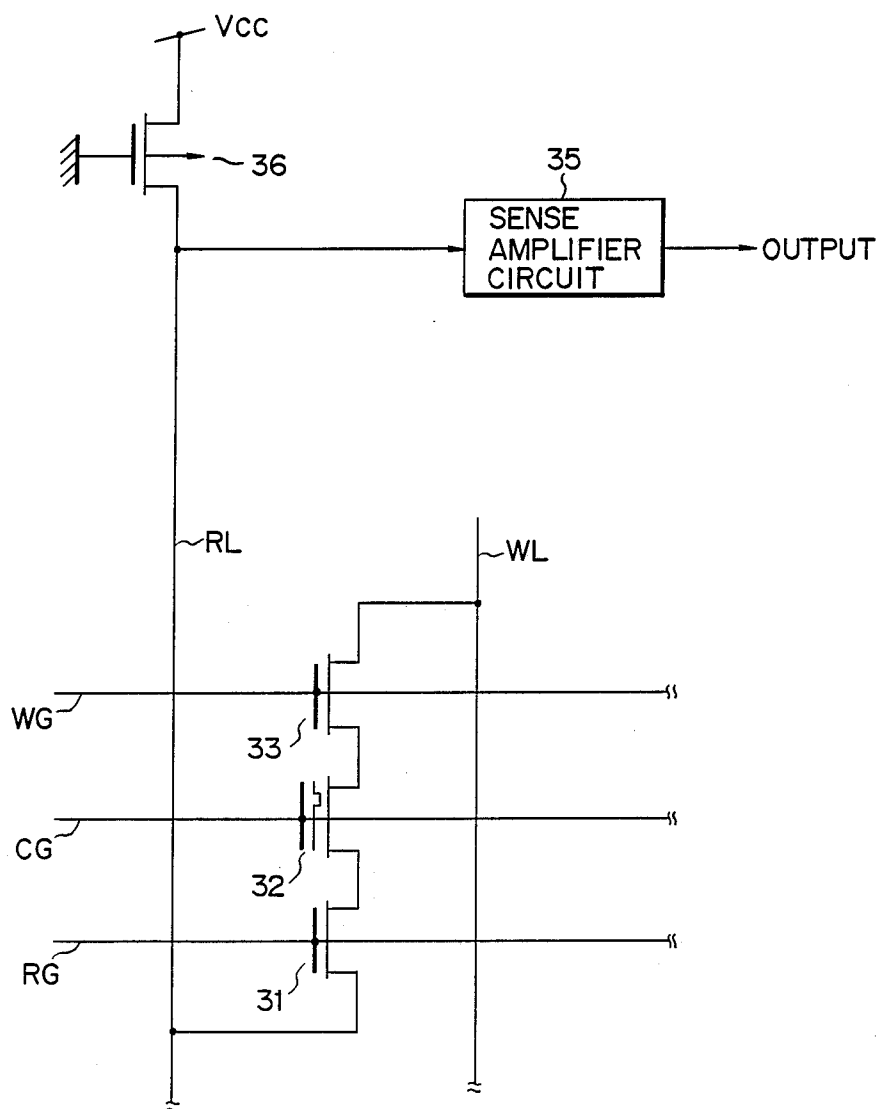 Vcc
36
35
SENSE
AMPLIFIER
CIRCUIT
OUTPUT
RL
WL
WG
33
CG
32
RG
31